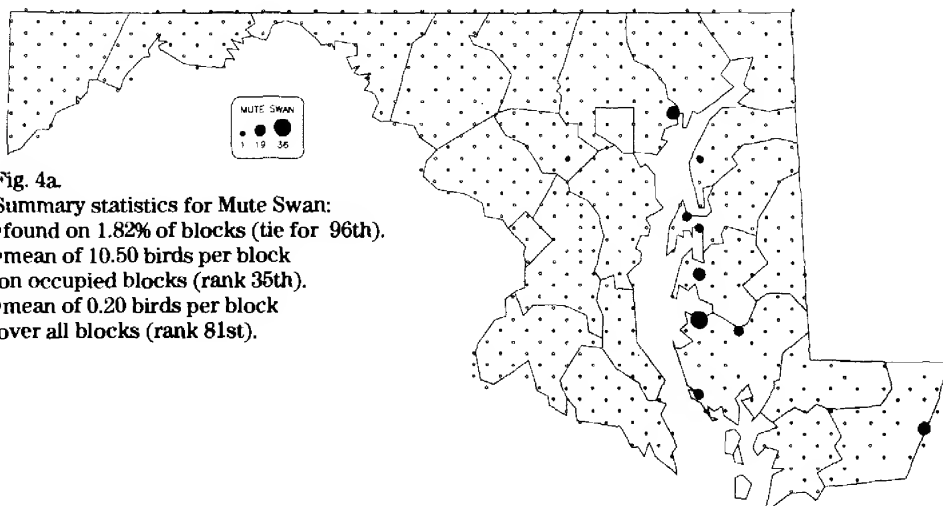 MUTE SWAN
1 19 36
Fig. 4a.
Summary statistics for Mute Swan:
•found on 1.82% of blocks (tie for 96th).
•mean of 10.50 birds per block
on occupied blocks (rank 35th).
•mean of 0.20 birds per block
over all blocks (rank 81st).